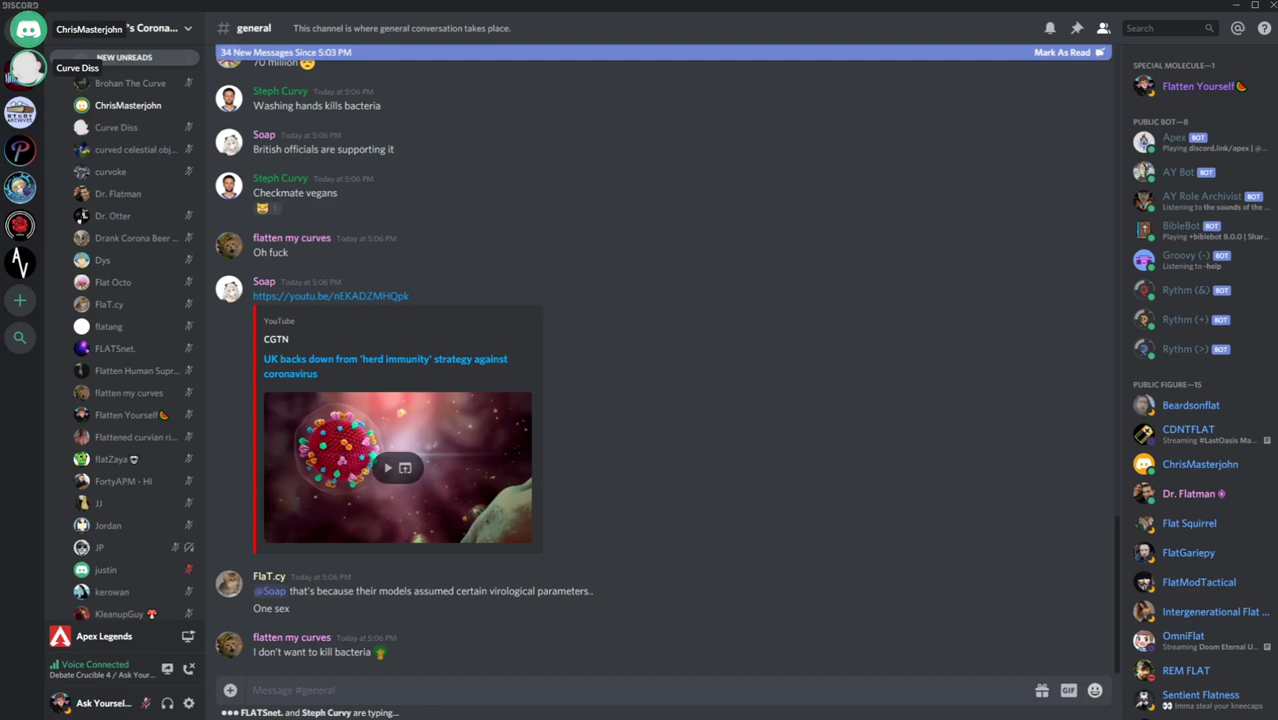 DISCORD
ChrisMasterjohn
's Corona...
Curve Diss
NEW UNREADS
Brohan The Curve
ChrisMasterjohn
Curve Diss
curved celestial obj...
curvoke
Dr. Flatman
Dr. Otter
Drank Corona Beer ...
Dys
Flat Octo
FlaT.cy
flatang
FLATSnet.
Flatten Human Supr...
flatten my curves
Flatten Yourself🍉
Flattened curvian ri...
flatZaya
FortyAPM - HI
JJ
Jordan
JP
justin
kerowan
KleanupGuy 🍄
Apex Legends
Voice Connected
Debate Crucible 4 / Ask Your...
Ask Yoursel...
# general
This channel is where general conversation takes place.
Search
34 New Messages Since 5:03 PM
Mark As Read
70 million
Steph Curvy Today at 5:06 PM
Washing hands kills bacteria
Soap Today at 5:06 PM
British officials are supporting it
Steph Curvy Today at 5:06 PM
Checkmate vegans
1
flatten my curves Today at 5:06 PM
Oh fuck
Soap Today at 5:06 PM
https://youtu.be/nEKADZMHQpk
YouTube
CGTN
UK backs down from 'herd immunity' strategy against
coronavirus
FlaT.cy Today at 5:06 PM
@Soap that's because their models assumed certain virological parameters..
One sex
flatten my curves Today at 5:06 PM
I don't want to kill bacteria 🥦
Message #general
GIF
FLATSnet. and Steph Curvy are typing...
SPECIAL MOLECULE—1
Flatten Yourself🍉
PUBLIC BOT—8
Apex BOT
Playing discord.link/apex | @...
AY Bot BOT
AY Role Archivist BOT
Listening to the sounds of the...
BibleBot BOT
Playing +biblebot 8.0.0 | Shar...
Groovy (-) BOT
Listening to -help
Rythm (&) BOT
Rythm (+) BOT
Rythm (>) BOT
PUBLIC FIGURE—15
Beardsonflat
CDNTFLAT
Streaming #LastOasis Ma...
ChrisMasterjohn
Dr. Flatman
Flat Squirrel
FlatGariepy
FlatModTactical
Intergenerational Flat ...
OmniFlat
Streaming Doom Eternal U...
REM FLAT
Sentient Flatness
👀 Imma steal your kneecaps